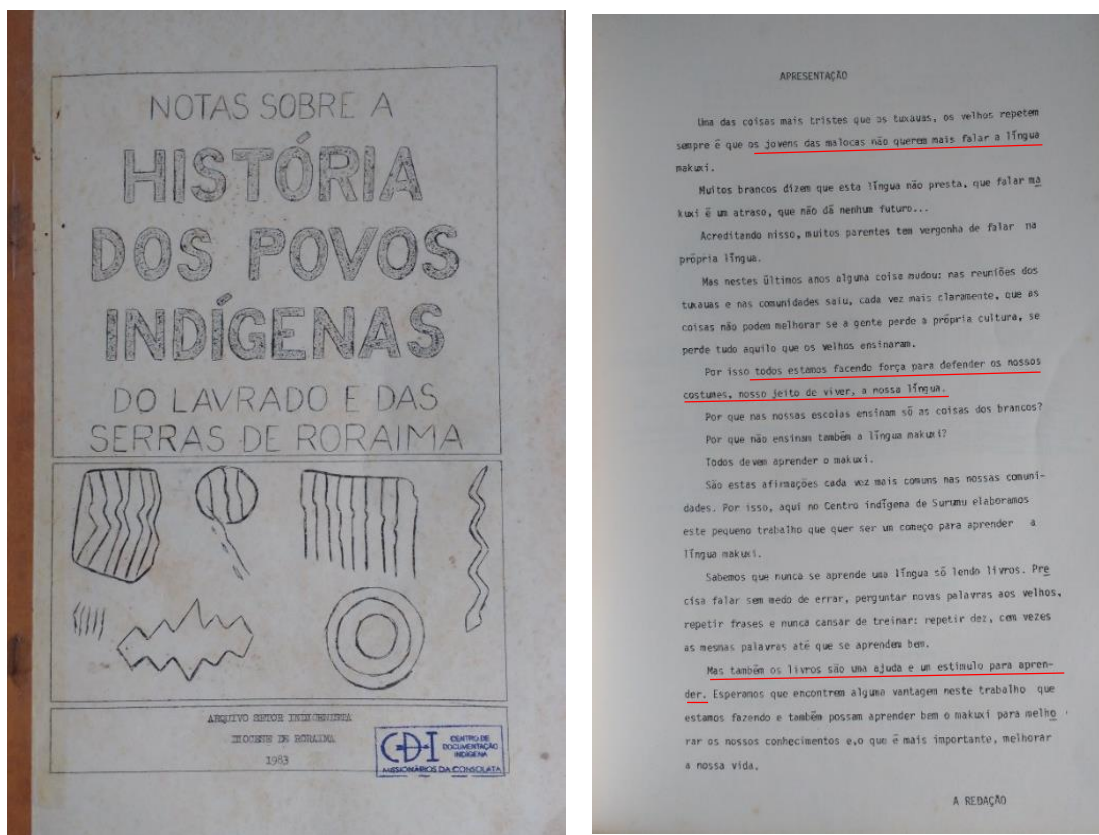 NOTAS SOBRE A
HISTÓRIA
DOS POVOS
INDÍGENAS
DO LAVRADO E DAS
SERRAS DE RORAIMA
ARQUIVO SETOR INDIGENISTA
DIOCESE DE RORAIMA
1983
CDI
CENTRO DE
DOCUMENTAÇÃO
INDÍGENA
MISSIONÁRIOS DA CONSOLATA
APRESENTAÇÃO
Uma das coisas mais tristes que os tuxauas, os velhos repetem
sempre é que os jovens das malocas não querem mais falar a língua
makuxi.
Muitos brancos dizem que esta língua não presta, que falar ma
kuxi é um atraso, que não dá nenhum futuro...
Acreditando nisso, muitos parentes tem vergonha de falar na
própria língua.
Mas nestes últimos anos alguma coisa mudou: nas reuniões dos
tuxauas e nas comunidades saiu, cada vez mais claramente, que as
coisas não podem melhorar se a gente perde a própria cultura, se
perde tudo aquilo que os velhos ensinaram.
Por isso todos estamos facendo força para defender os nossos
costumes, nosso jeito de viver, a nossa língua.
Por que nas nossas escolas ensinam só as coisas dos brancos?
Por que não ensinam também a língua makuxi?
Todos devem aprender o makuxi.
São estas afirmações cada vez mais comuns nas nossas comuni-
dades. Por isso, aqui no Centro indígena de Surumu elaboramos
este pequeno trabalho que quer ser um começo para aprender a
língua makuxi.
Sabemos que nunca se aprende uma língua só lendo livros. Pre
cisa falar sem medo de errar, perguntar novas palavras aos velhos,
repetir frases e nunca cansar de treinar: repetir dez, cem vezes
as mesmas palavras até que se aprendem bem.
Mas também os livros são uma ajuda e um estímulo para apren-
der. Esperamos que encontrem alguma vantagem neste trabalho que
estamos fazendo e também possam aprender bem o makuxi para melho
rar os nossos conhecimentos e,o que é mais importante, melhorar
a nossa vida.
A REDAÇÃO